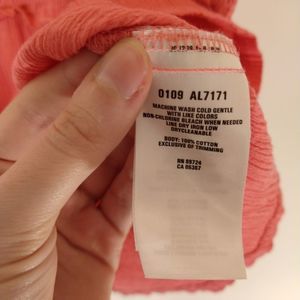 0109 AL7171
MACHINE WASH COLD GENTLE
WITH LIKE COLORS
NON-CHLORINE BLEACH WHEN NEEDED
LINE DRY IRON LOW
DRYCLEANABLE
BODY: 100% COTTON
EXCLUSIVE OF TRIMMING
RN 89724
CA 05367